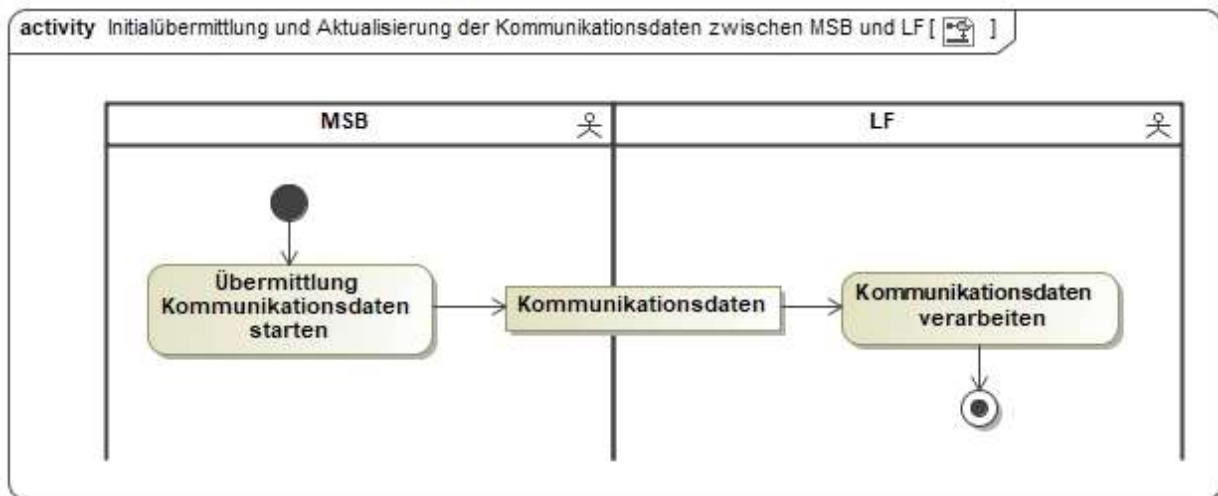 activity Initialübermittlung und Aktualisierung der Kommunikationsdaten zwischen MSB und LF [ ]
MSB
LF
Übermittlung
Kommunikationsdaten
starten
Kommunikationsdaten
Kommunikationsdaten
verarbeiten